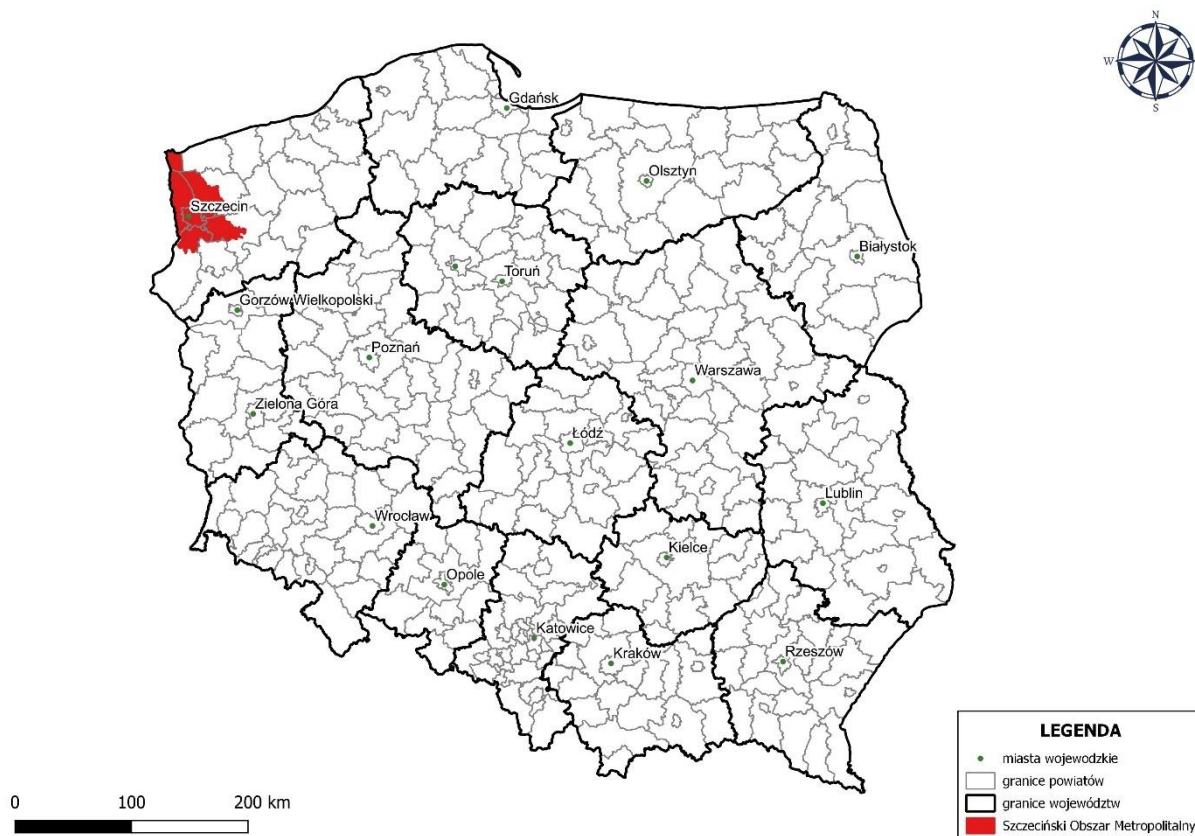 N
W
S
Gdańsk
Olsztyn
Szczecin
Białystok
Toruń
Gorzów Wielkopolski
Poznań
Warszawa
Zielona Góra
Łódź
Lublin
Wrocław
Kielce
Opole
Katowice
Kraków
Rzeszów
LEGENDA
miasta wojewodzkie
granice powiatów
granice województw
Szczeciński Obszar Metropolitalny
0 100 200 km